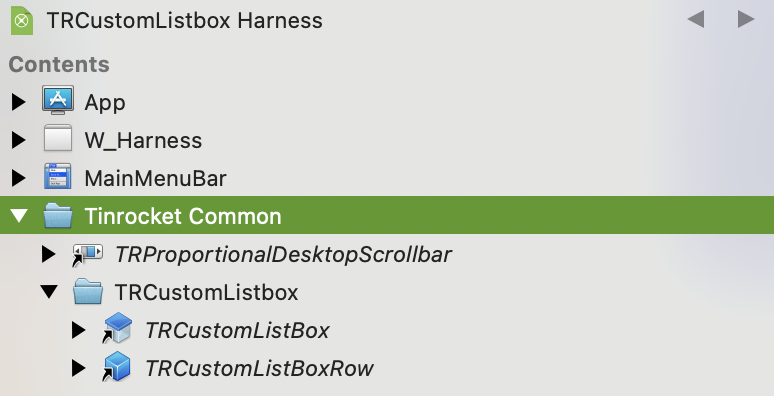 TRCustomListbox Harness
Contents
App
W_Harness
MainMenuBar
Tinrocket Common
TRProportionalDesktopScrollbar
TRCustomListbox
TRCustomListBox
TRCustomListBoxRow